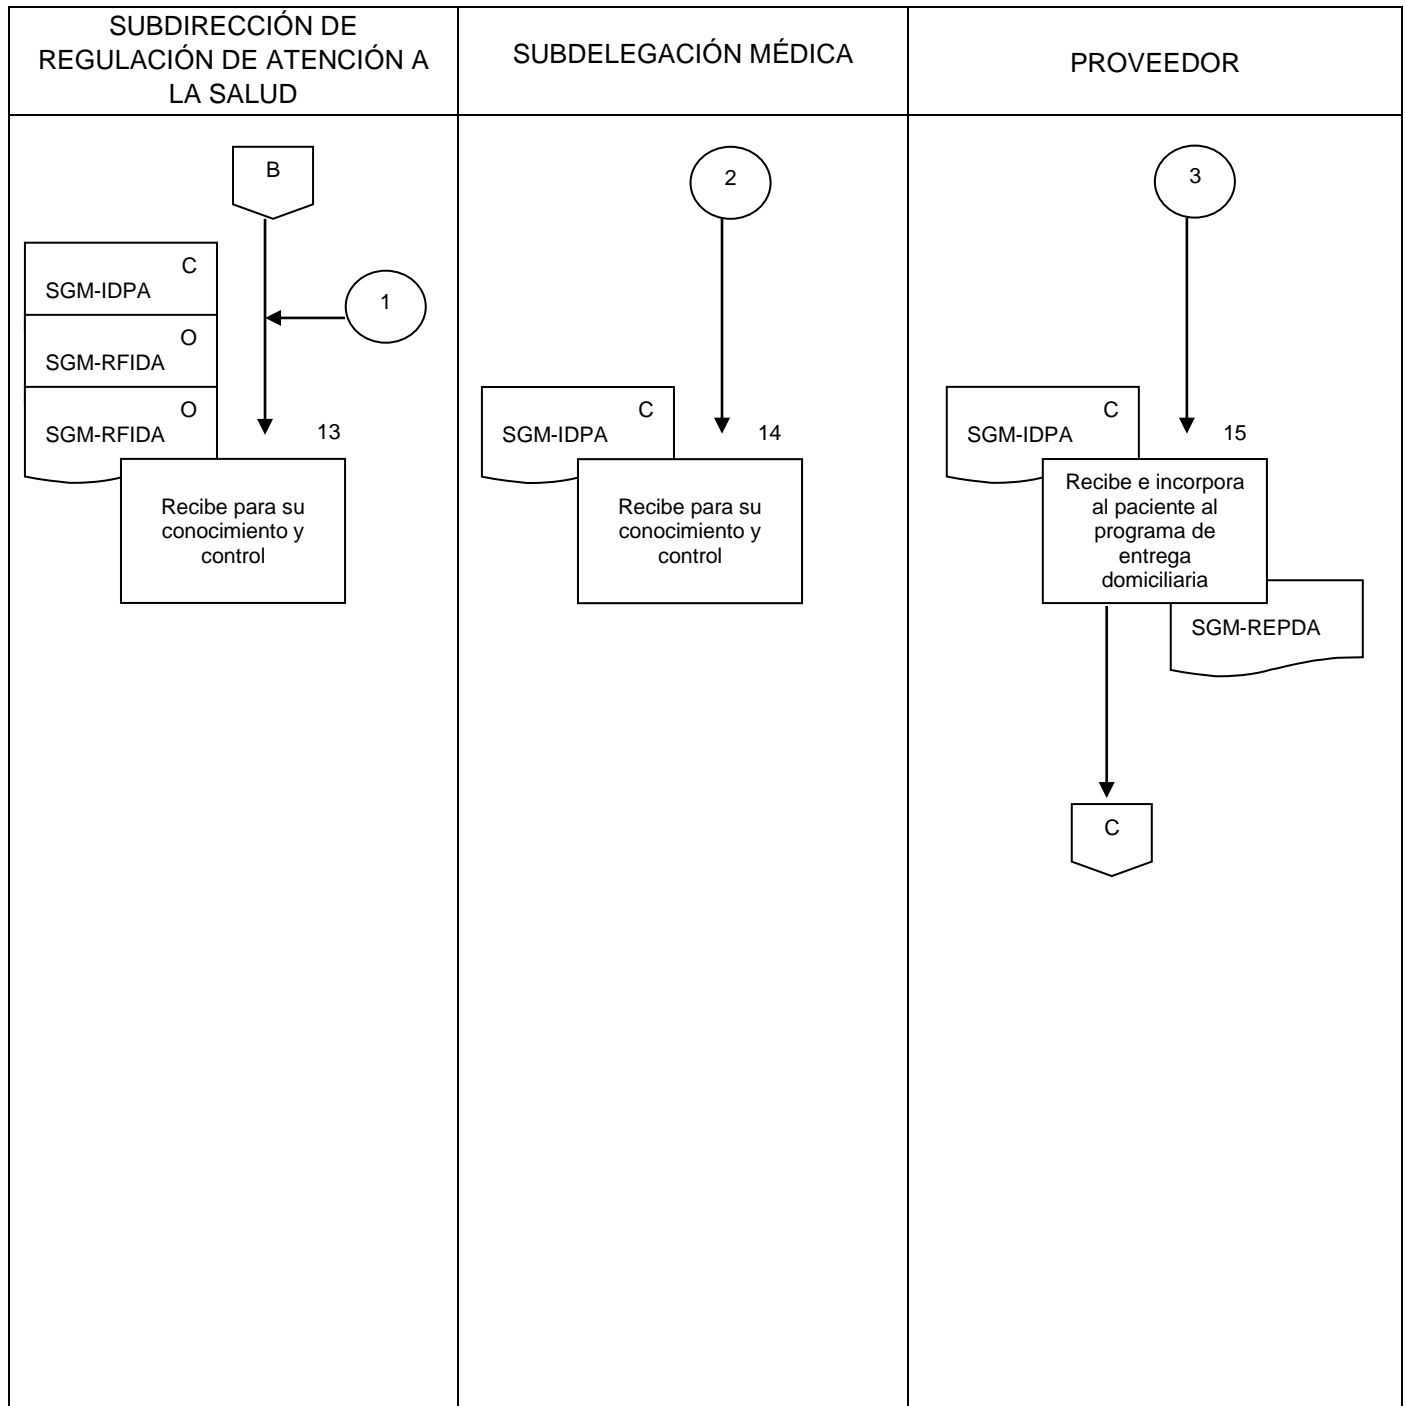 SUBDIRECCIÓN DE
REGULACIÓN DE ATENCIÓN A
LA SALUD
SUBDELEGACIÓN MÉDICA
PROVEEDOR
B
C
SGM-IDPA
1
O
SGM-RFIDA
O
SGM-RFIDA
13
Recibe para su
conocimiento y
control
2
C
SGM-IDPA
14
Recibe para su
conocimiento y
control
3
C
SGM-IDPA
15
Recibe e incorpora
al paciente al
programa de
entrega
domiciliaria
SGM-REPDA
C